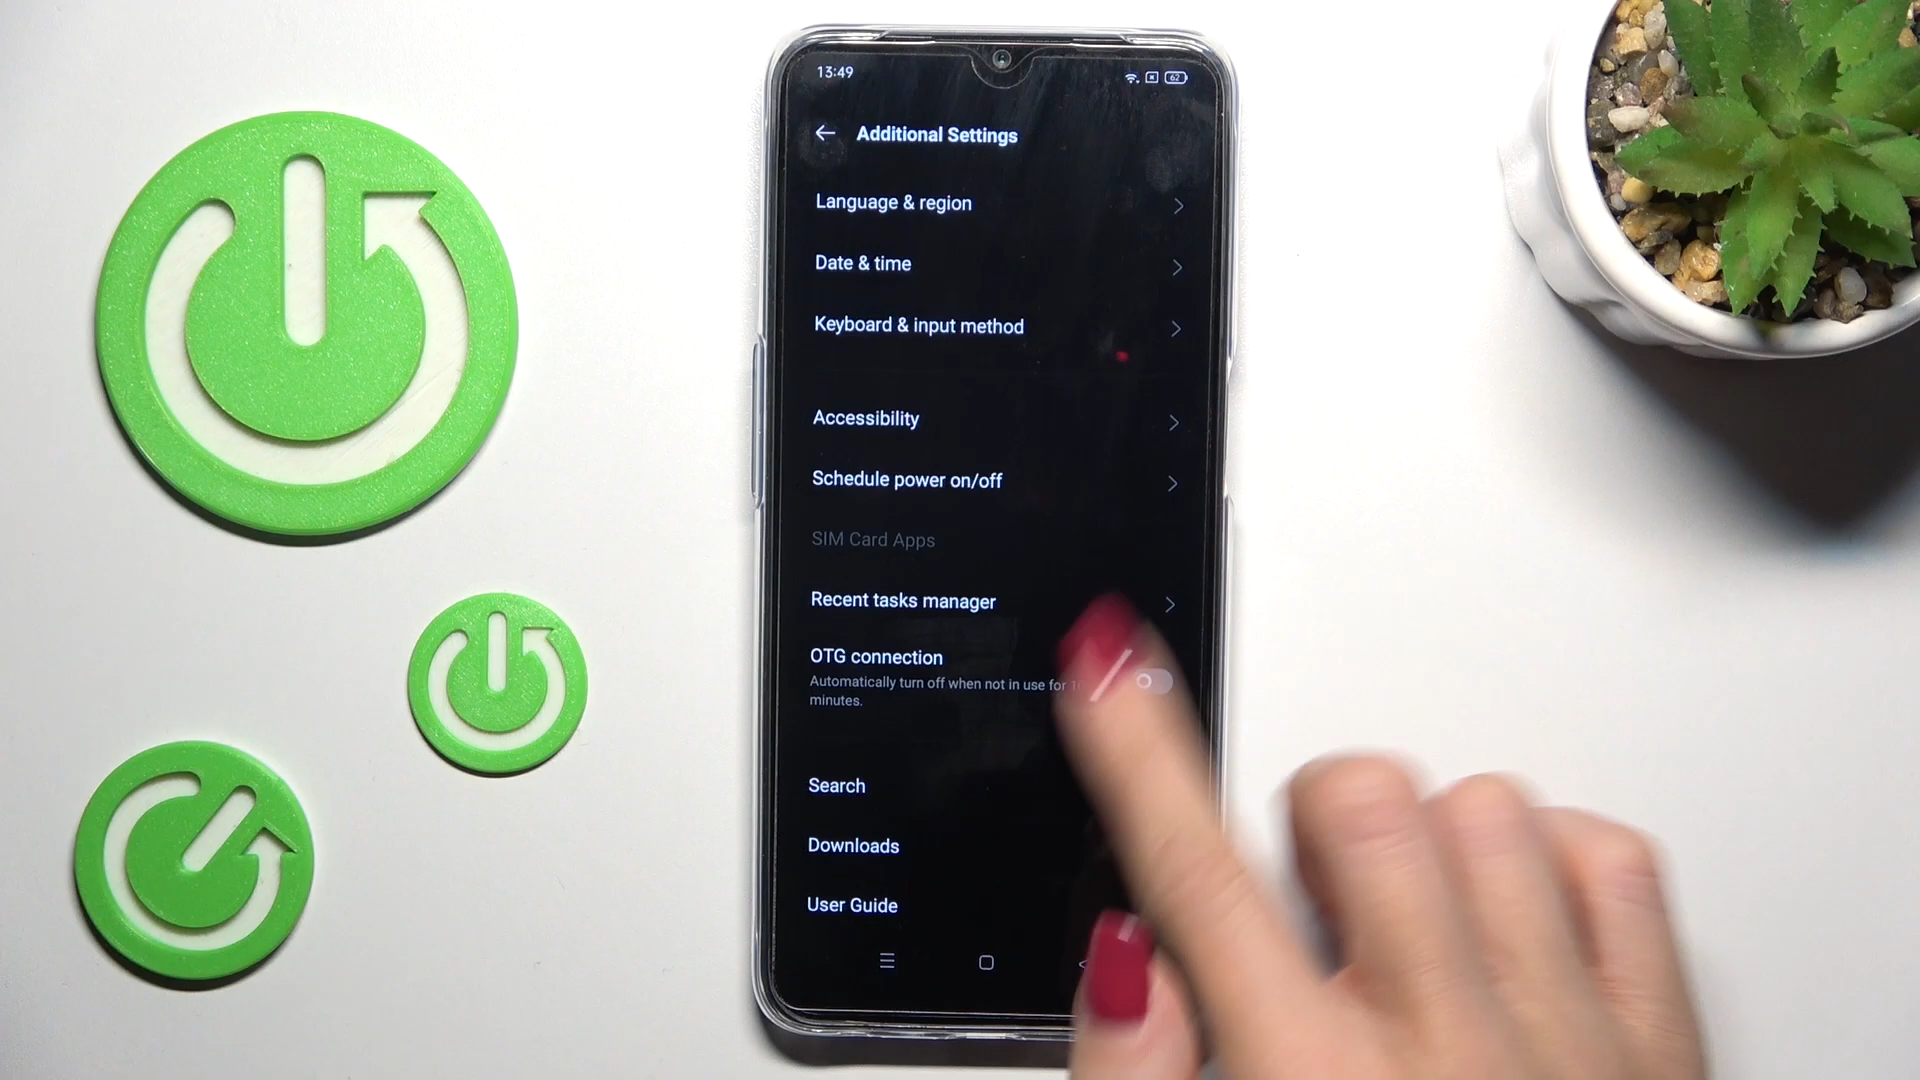 13:49
62
Additional Settings
Language & region
Date & time
Keyboard & input method
Accessibility
Schedule power on/off
SIM Card Apps
Recent tasks manager
OTG connection
Automatically turn off when not in use for
minutes.
Search
Downloads
User Guide